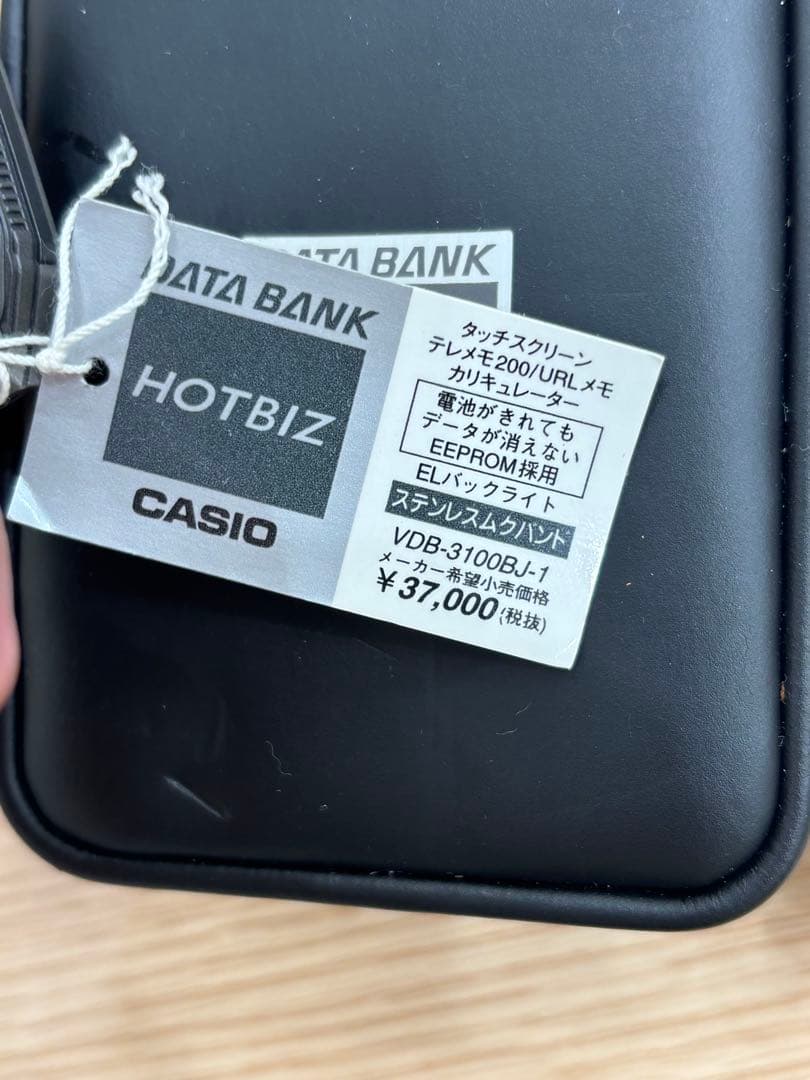 DATA BANK
DATA BANK
HOTBIZ
CASIO
タッチスクリーン
テレメモ200/URLメモ
カリキュレーター
電池がきれても
データが消えない
EEPROM採用
ELバックライト
ステンレスムクバンド
VDB-3100BJ-1
メーカー希望小売価格
¥37,000(税抜)